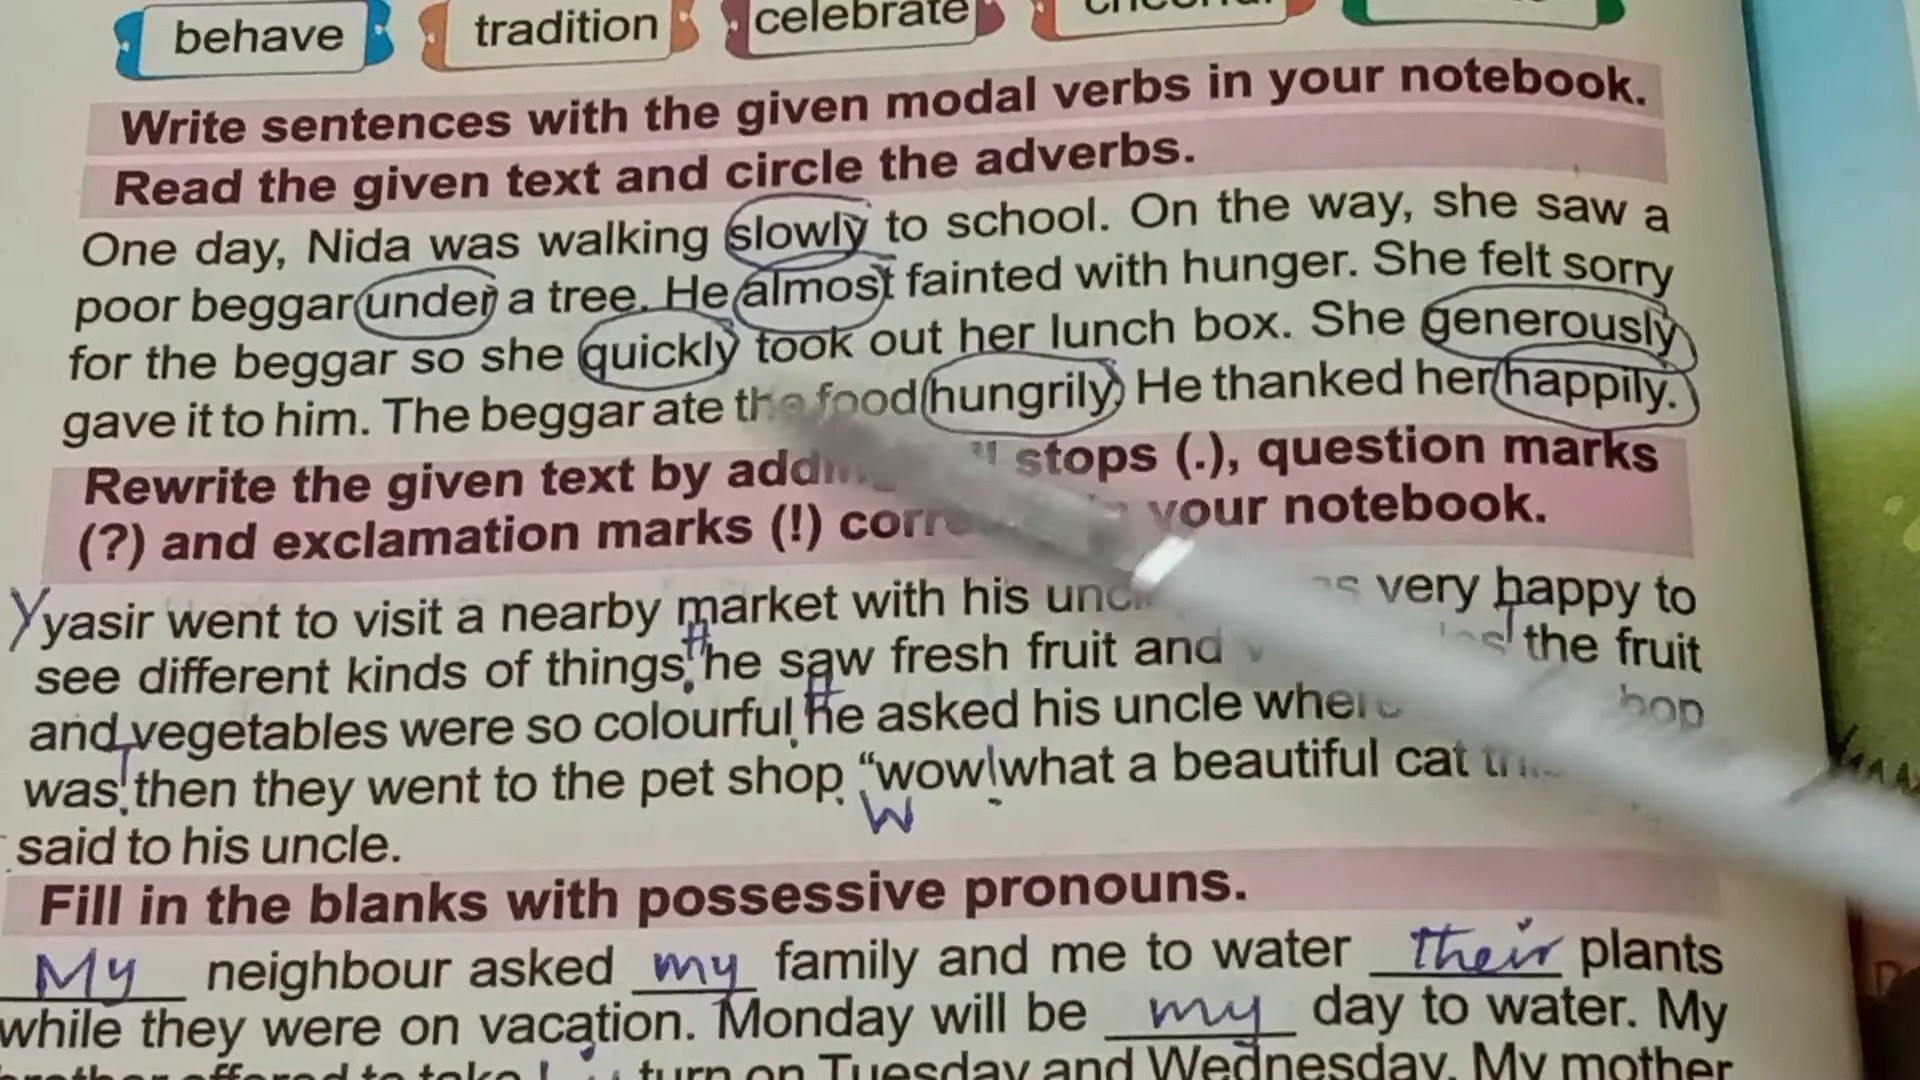 behave tradition celebrate
Write sentences with the given modal verbs in your notebook.
Read the given text and circle the adverbs.
One day, Nida was walking slowly to school. On the way, she saw a
poor beggar under a tree. He almost fainted with hunger. She felt sorry
for the beggar so she quickly took out her lunch box. She generously
gave it to him. The beggar ate the food hungrily. He thanked her happily.
Rewrite the given text by stops (.), question marks
(?) and exclamation marks (!) your notebook.
Y yasir went to visit a nearby market with his very happy to
see different kinds of things. H he saw fresh fruit and the fruit
and vegetables were so colourful. H he asked his uncle
was. T then they went to the pet shop. “wow! what a beautiful cat
W
said to his uncle.
Fill in the blanks with possessive pronouns.
My neighbour asked my family and me to water their plants
while they were on vacation. Monday will be my day to water. My
turn on Tuesday and Wednesday. My mother